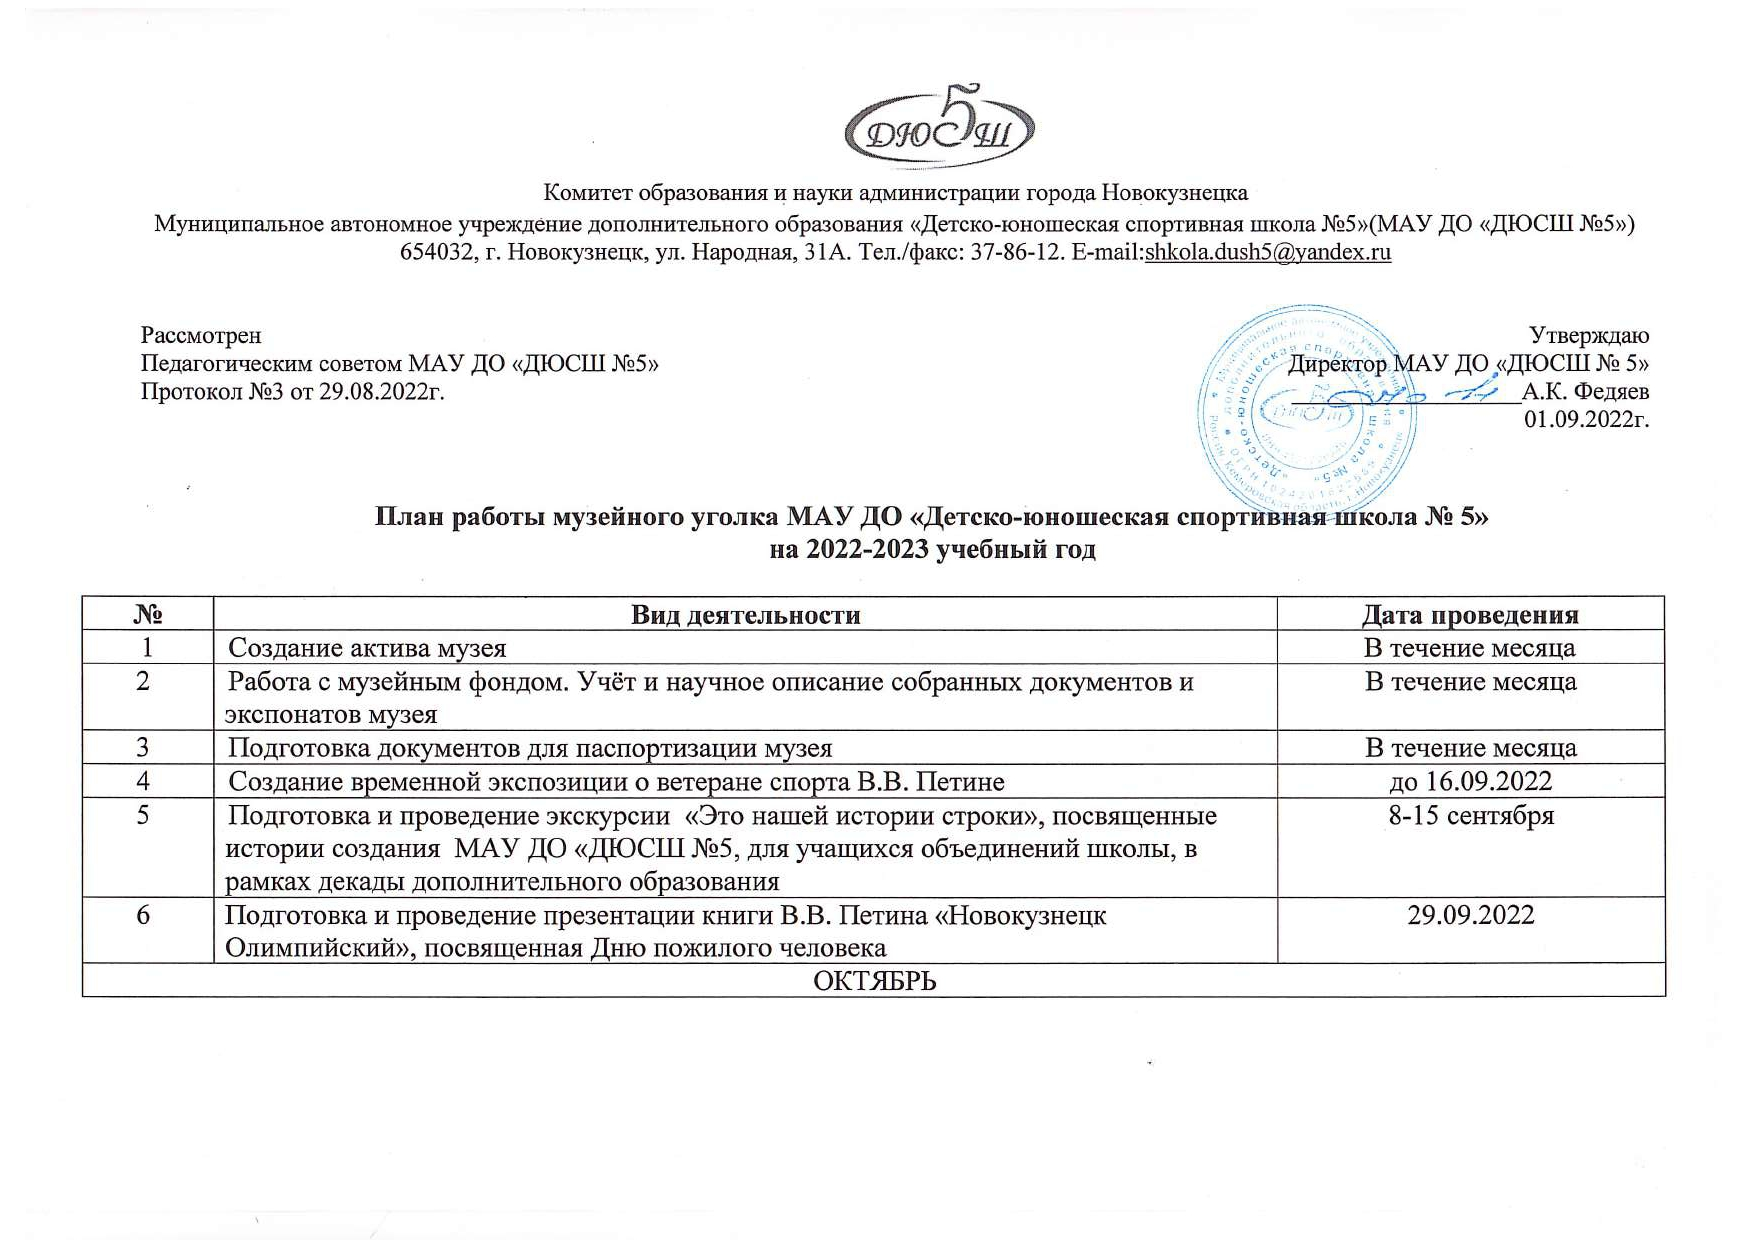 ДЮСШ 5
Комитет образования и науки администрации города Новокузнецка
Муниципальное автономное учреждение дополнительного образования «Детско-юношеская спортивная школа №5»(МАУ ДО «ДЮСШ №5»)
654032, г. Новокузнецк, ул. Народная, 31А. Тел./факс: 37-86-12. E-mail:shkola.dush5@yandex.ru
Рассмотрен
Педагогическим советом МАУ ДО «ДЮСШ №5»
Протокол №3 от 29.08.2022г.
Утверждаю
Директор МАУ ДО «ДЮСШ № 5»
А.К. Федяев
01.09.2022г.
План работы музейного уголка МАУ ДО «Детско-юношеская спортивная школа № 5»
на 2022-2023 учебный год
№ Вид деятельности Дата проведения
1 Создание актива музея В течение месяца
2 Работа с музейным фондом. Учёт и научное описание собранных документов и В течение месяца
экспонатов музея
3 Подготовка документов для паспортизации музея В течение месяца
4 Создание временной экспозиции о ветеране спорта В.В. Петине до 16.09.2022
5 Подготовка и проведение экскурсии «Это нашей истории строки», посвященные 8-15 сентября
истории создания МАУ ДО «ДЮСШ №5, для учащихся объединений школы, в
рамках декады дополнительного образования
6 Подготовка и проведение презентации книги В.В. Петина «Новокузнецк 29.09.2022
Олимпийский», посвященная Дню пожилого человека
ОКТЯБРЬ